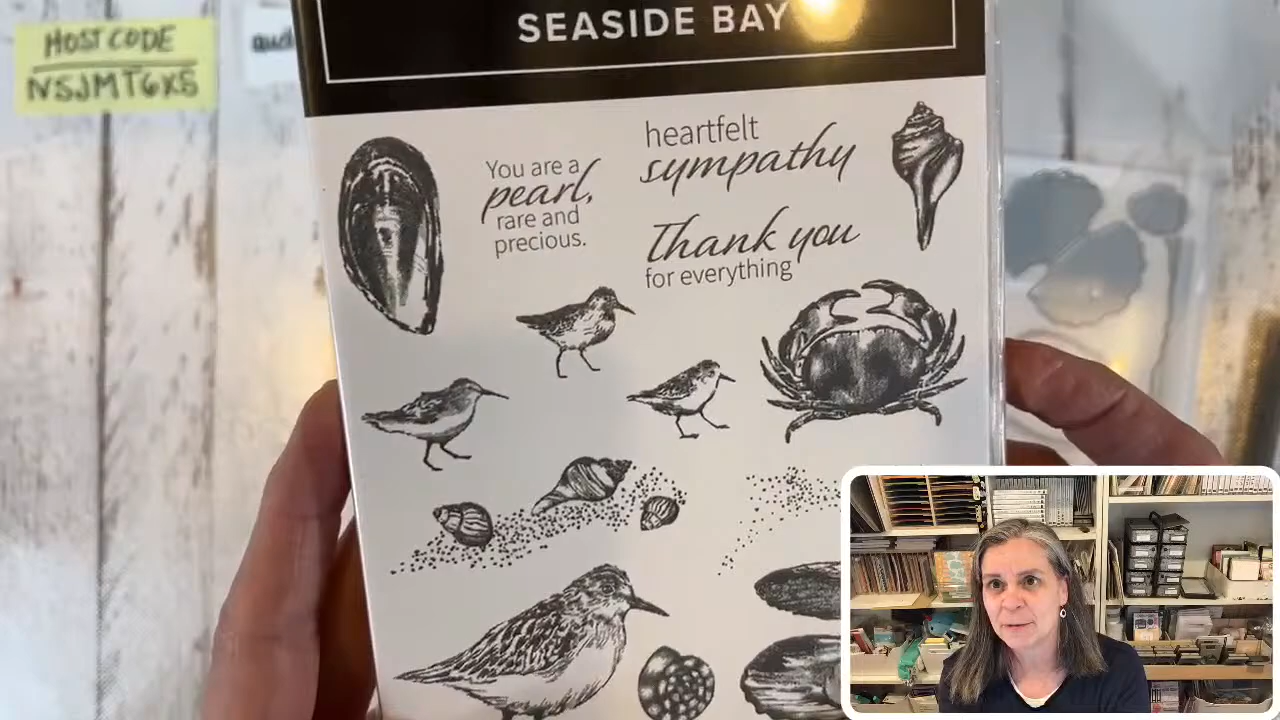 SEASIDE BAY
HOST CODE
NSJMT6X5
You are a
pearl,
rare and
precious.
heartfelt
sympathy
Thank you
for everything